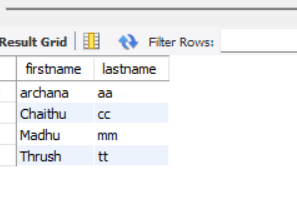 Result Grid Filter Rows:
firstname lastname
archana aa
Chaithu cc
Madhu mm
Thrush tt